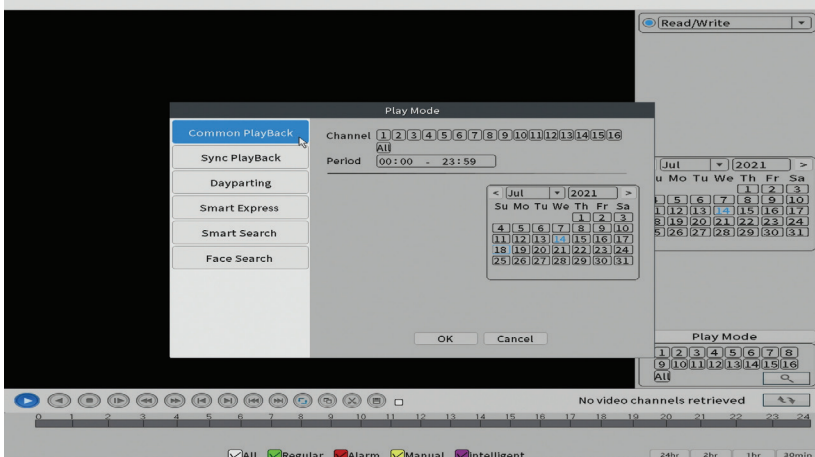 Read/Write
Play Mode
Common PlayBack
Sync PlayBack
Dayparting
Smart Express
Smart Search
Face Search
Channel 1 2 3 4 5 6 7 8 9 10 11 12 13 14 15 16
All
Period 00:00 - 23:59
< Jul 2021 >
Su Mo Tu We Th Fr Sa
1 2 3
4 5 6 7 8 9 10
11 12 13 14 15 16 17
18 19 20 21 22 23 24
25 26 27 28 29 30 31
OK Cancel
Jul 2021 >
u Mo Tu We Th Fr Sa
1 2 3
5 6 7 8 9 10
1 12 13 14 15 16 17
8 19 20 21 22 23 24
5 26 27 28 29 30 31
Play Mode
1 2 3 4 5 6 7 8
9 10 11 12 13 14 15 16
All
No video channels retrieved
0 1 2 3 4 5 6 7 8 9 10 11 12 13 14 15 16 17 18 19 20 21 22 23 24
All Regular Alarm Manual Intelligent
24hr 2hr 1hr 30min